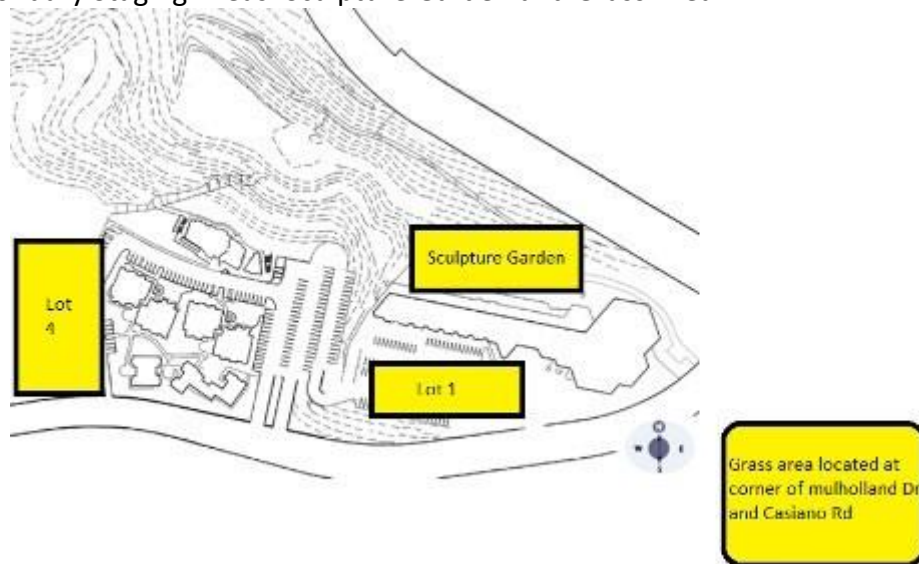 Sculpture Garden
Lot
4
Lot 1
N
W E
S
Grass area located at
corner of mulholland Dr
and Casiano Rd